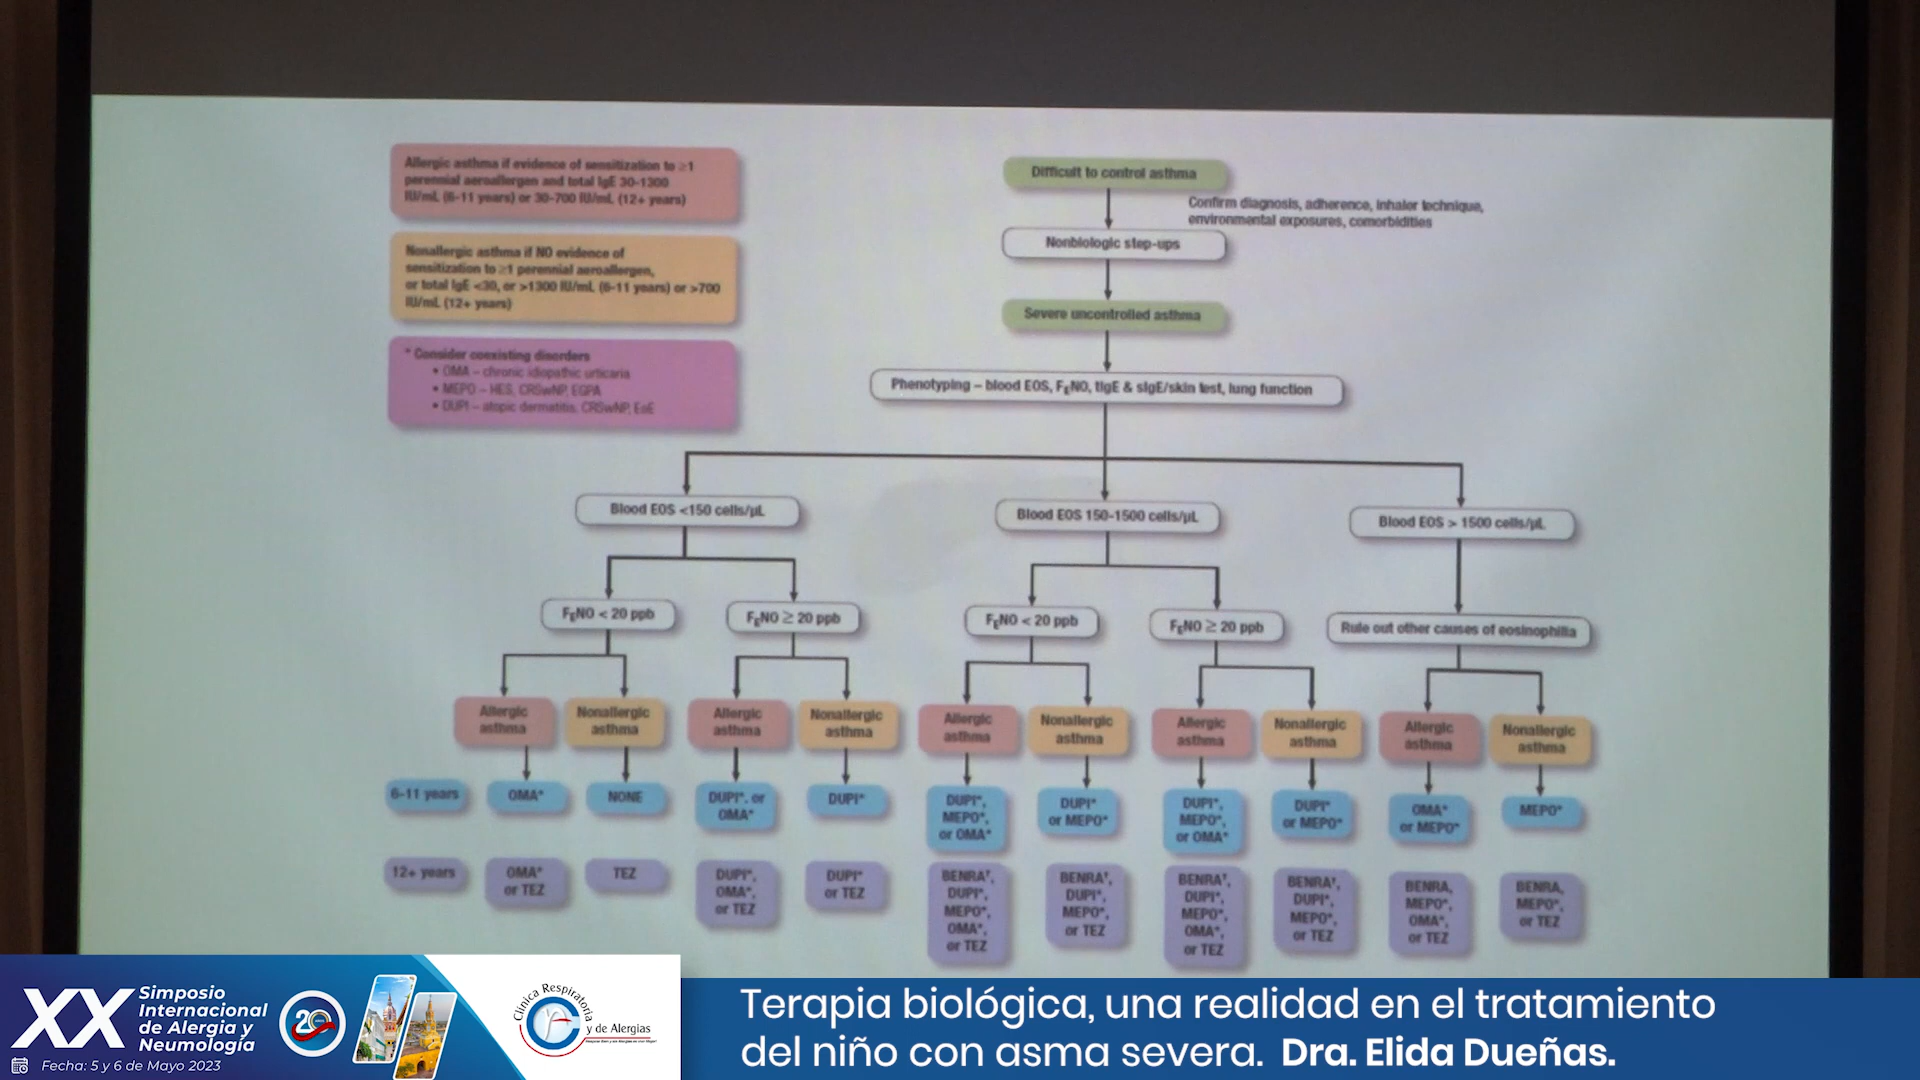 Allergic asthma if evidence of sensitization to ≥1
perennial aeroallergen and total IgE 30-1300
IU/mL (6-11 years) or 30-700 IU/mL (12+ years)
Nonallergic asthma if NO evidence of
sensitization to ≥1 perennial aeroallergen,
or total IgE <30, or >1300 IU/mL (6-11 years) or >700
IU/mL (12+ years)
* Consider coexisting disorders
• OMA – chronic idiopathic urticaria
• MEPO – HES, CRSwNP, EGPA
• DUPI – atopic dermatitis, CRSwNP, EoE
Difficult to control asthma
Confirm diagnosis, adherence, inhaler technique,
environmental exposures, comorbidities
Nonbiologic step-ups
Severe uncontrolled asthma
Phenotyping – blood EOS, FENO, tIgE & sIgE/skin test, lung function
Blood EOS <150 cells/µL
Blood EOS 150-1500 cells/µL
Blood EOS > 1500 cells/µL
FENO < 20 ppb
FENO ≥ 20 ppb
FENO < 20 ppb
FENO ≥ 20 ppb
Rule out other causes of eosinophilia
Allergic
asthma
Nonallergic
asthma
Allergic
asthma
Nonallergic
asthma
Allergic
asthma
Nonallergic
asthma
Allergic
asthma
Nonallergic
asthma
Allergic
asthma
Nonallergic
asthma
6-11 years
OMA*
NONE
DUPI*, or
OMA*
DUPI*
DUPI*,
MEPO*,
or OMA*
DUPI*
or MEPO*
DUPI*,
MEPO*,
or OMA*
DUPI*
or MEPO*
OMA*
or MEPO*
MEPO*
12+ years
OMA*
or TEZ
TEZ
DUPI*,
OMA*,
or TEZ
DUPI*
or TEZ
BENRA†,
DUPI*,
MEPO*,
OMA*,
or TEZ
BENRA†,
DUPI*,
MEPO*,
or TEZ
BENRA†,
DUPI*,
MEPO*,
OMA*,
or TEZ
BENRA†,
DUPI*,
MEPO*,
or TEZ
BENRA,
MEPO*,
OMA*,
or TEZ
BENRA,
MEPO*,
or TEZ
XX
Simposio
Internacional
de Alergia y
Neumología
Fecha: 5 y 6 de Mayo 2023
20
Clínica Respiratoria
y de Alergias
Terapia biológica, una realidad en el tratamiento
del niño con asma severa. Dra. Elida Dueñas.